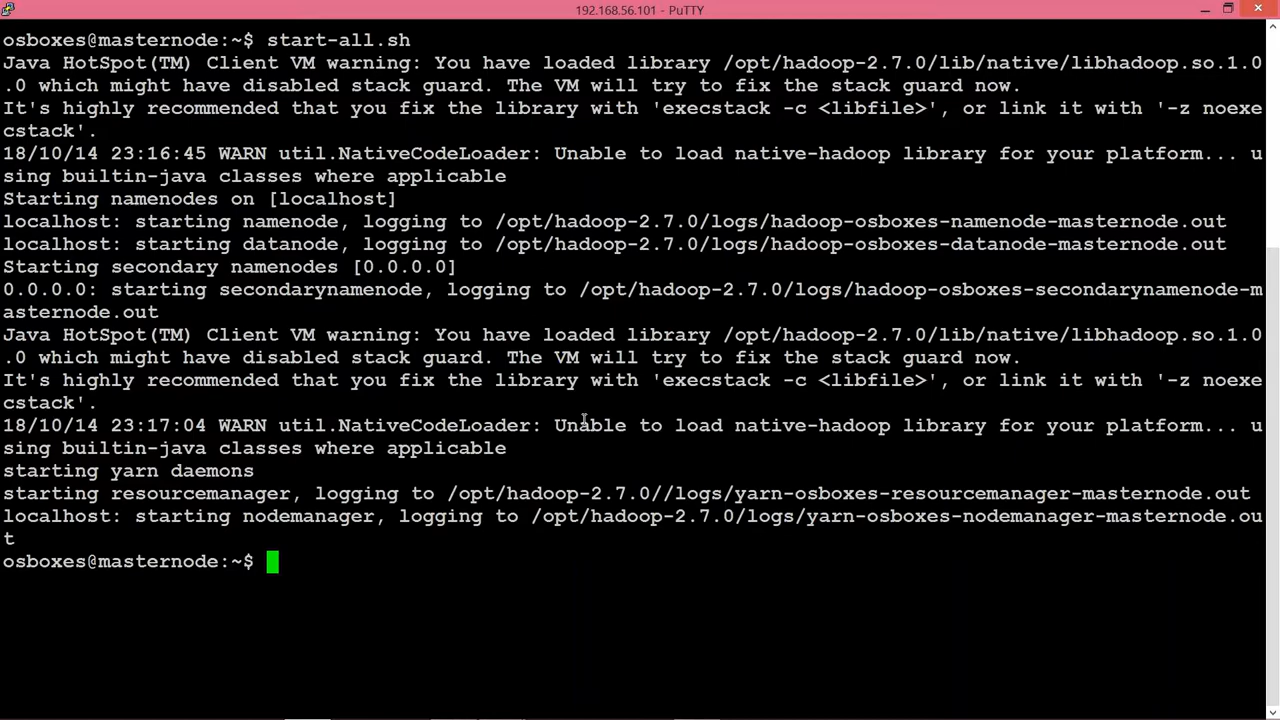 192.168.56.101 - PuTTY
osboxes@masternode:~$ start-all.sh
Java HotSpot(TM) Client VM warning: You have loaded library /opt/hadoop-2.7.0/lib/native/libhadoop.so.1.0
.0 which might have disabled stack guard. The VM will try to fix the stack guard now.
It's highly recommended that you fix the library with 'execstack -c <libfile>', or link it with '-z noexe
cstack'.
18/10/14 23:16:45 WARN util.NativeCodeLoader: Unable to load native-hadoop library for your platform... u
sing builtin-java classes where applicable
Starting namenodes on [localhost]
localhost: starting namenode, logging to /opt/hadoop-2.7.0/logs/hadoop-osboxes-namenode-masternode.out
localhost: starting datanode, logging to /opt/hadoop-2.7.0/logs/hadoop-osboxes-datanode-masternode.out
Starting secondary namenodes [0.0.0.0]
0.0.0.0: starting secondarynamenode, logging to /opt/hadoop-2.7.0/logs/hadoop-osboxes-secondarynamenode-m
asternode.out
Java HotSpot(TM) Client VM warning: You have loaded library /opt/hadoop-2.7.0/lib/native/libhadoop.so.1.0
.0 which might have disabled stack guard. The VM will try to fix the stack guard now.
It's highly recommended that you fix the library with 'execstack -c <libfile>', or link it with '-z noexe
cstack'.
18/10/14 23:17:04 WARN util.NativeCodeLoader: Unable to load native-hadoop library for your platform... u
sing builtin-java classes where applicable
starting yarn daemons
starting resourcemanager, logging to /opt/hadoop-2.7.0//logs/yarn-osboxes-resourcemanager-masternode.out
localhost: starting nodemanager, logging to /opt/hadoop-2.7.0/logs/yarn-osboxes-nodemanager-masternode.ou
t
osboxes@masternode:~$